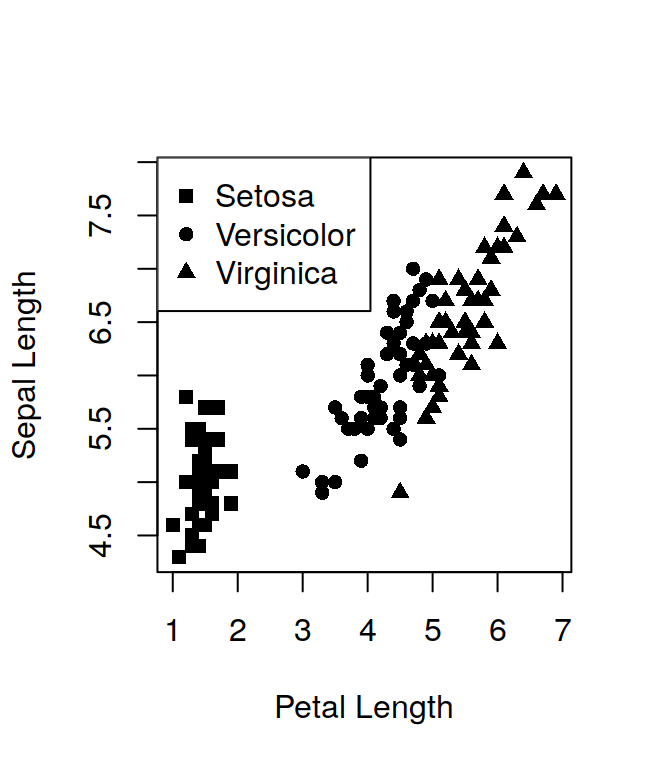 Setosa
Versicolor
Virginica
Sepal Length
7.5
6.5
5.5
4.5
1 2 3 4 5 6 7
Petal Length